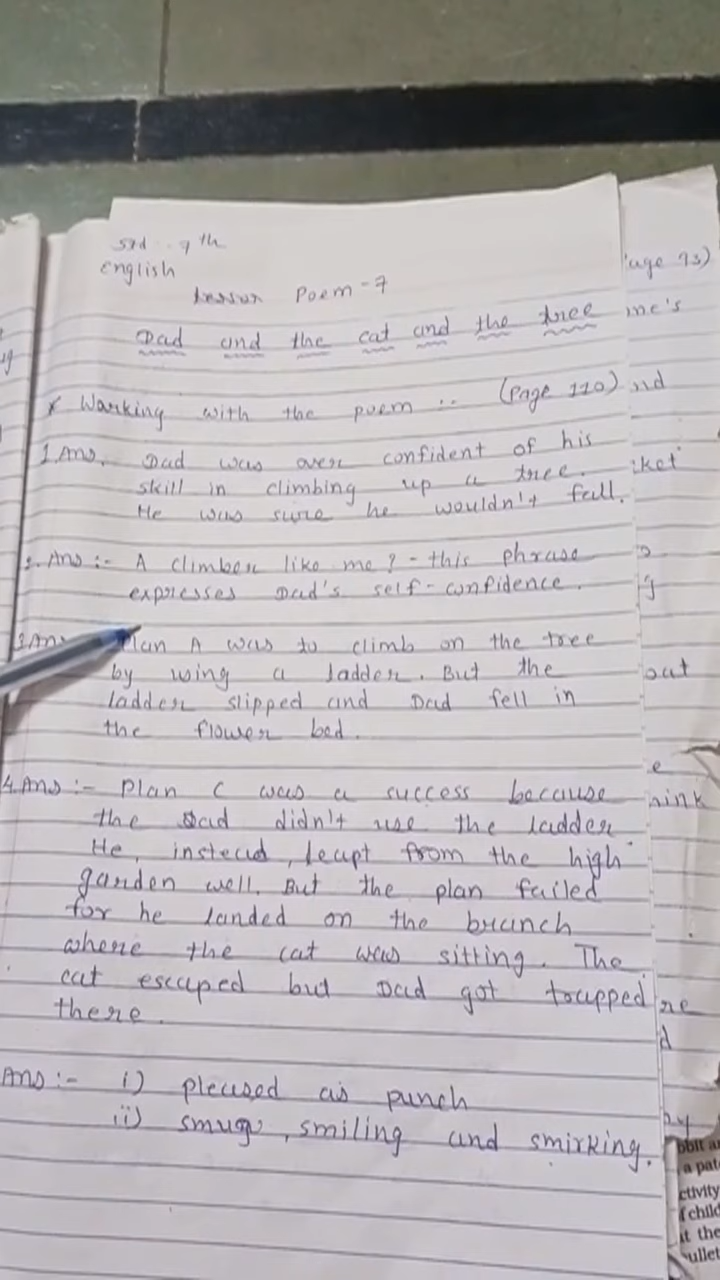 Std. 7th
English
Lesson Poem-7
Dad and the cat and the tree
* Working with the poem :- (Page 110)
1. Ans. Dad was over confident of his
skill in climbing up a tree.
He was sure he wouldn't fall.
2. Ans :- A climber like me? - this phrase
expresses Dad's self-confidence.
3 Ans Plan A was to climb on the tree
by using a ladder. But the
ladder slipped and Dad fell in
the flower bed.
4. Ans :- Plan C was a success because
the Dad didn't use the ladder
He, instead, leapt from the high
garden well. But the plan failed
for he landed on the branch
where the cat was sitting. The
cat escaped but Dad got trapped
there.
Ans :- i) pleased as punch
ii) smug, smiling and smirking.